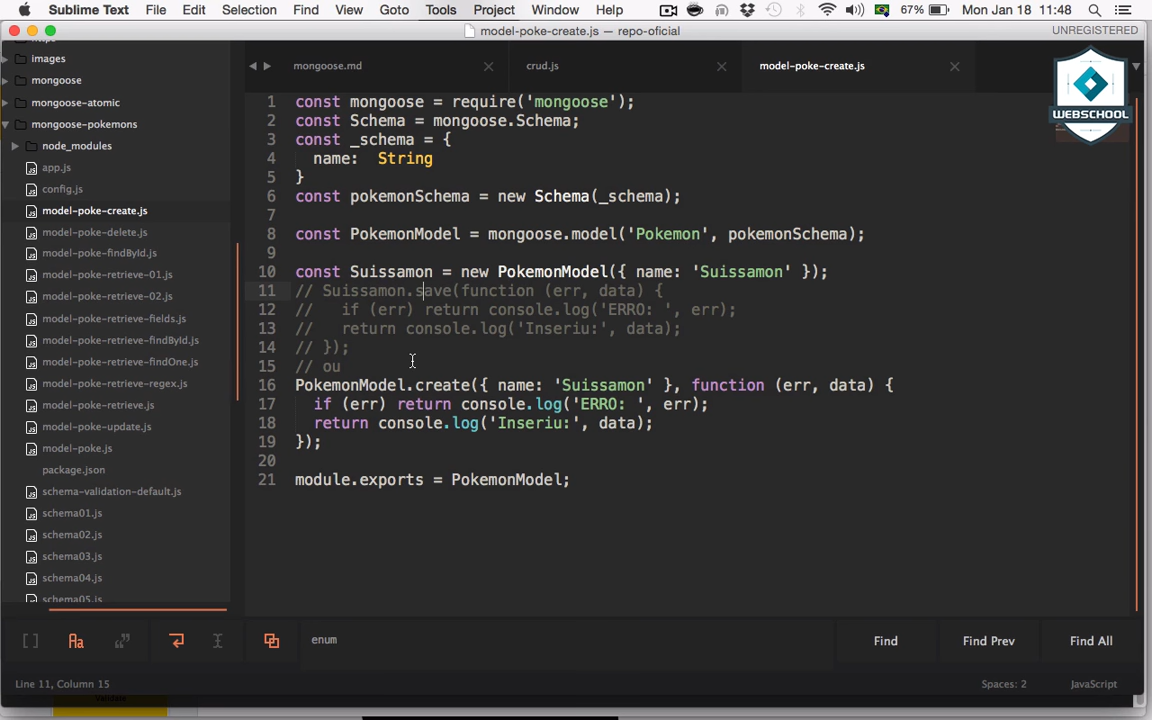 Sublime Text File Edit Selection Find View Goto Tools Project Window Help 67% Mon Jan 18 11:48
model-poke-create.js — repo-oficial UNREGISTERED
images
mongoose
mongoose-atomic
mongoose-pokemons
node_modules
app.js
config.js
model-poke-create.js
model-poke-delete.js
model-poke-findById.js
model-poke-retrieve-01.js
model-poke-retrieve-02.js
model-poke-retrieve-fields.js
model-poke-retrieve-findById.js
model-poke-retrieve-findOne.js
model-poke-retrieve-regex.js
model-poke-retrieve.js
model-poke-update.js
model-poke.js
package.json
schema-validation-default.js
schema01.js
schema02.js
schema03.js
schema04.js
schema05.js
mongoose.md crud.js model-poke-create.js
WEBSCHOOL
1 const mongoose = require('mongoose');
2 const Schema = mongoose.Schema;
3 const _schema = {
4 name: String
5 }
6 const pokemonSchema = new Schema(_schema);
7
8 const PokemonModel = mongoose.model('Pokemon', pokemonSchema);
9
10 const Suissamon = new PokemonModel({ name: 'Suissamon' });
11 // Suissamon.save(function (err, data) {
12 // if (err) return console.log('ERRO: ', err);
13 // return console.log('Inseriu:', data);
14 // });
15 // ou
16 PokemonModel.create({ name: 'Suissamon' }, function (err, data) {
17 if (err) return console.log('ERRO: ', err);
18 return console.log('Inseriu:', data);
19 });
20
21 module.exports = PokemonModel;
Aa enum Find Find Prev Find All
Line 11, Column 15 Spaces: 2 JavaScript